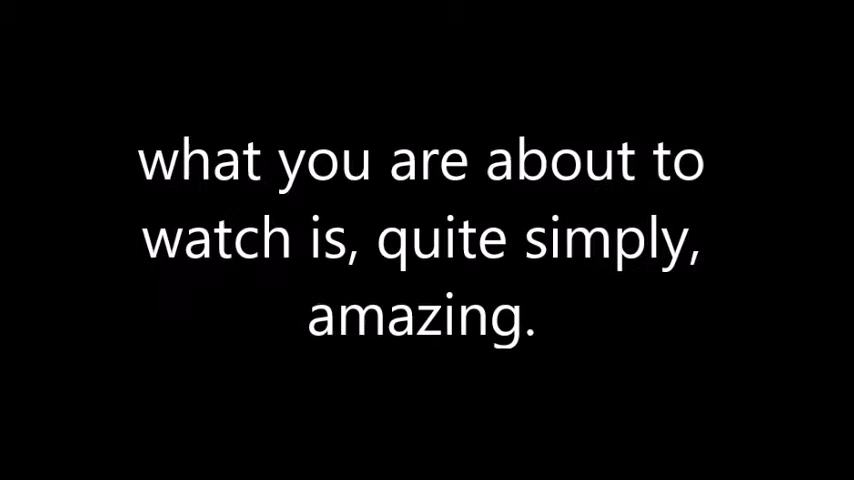 what you are about to
watch is, quite simply,
amazing.